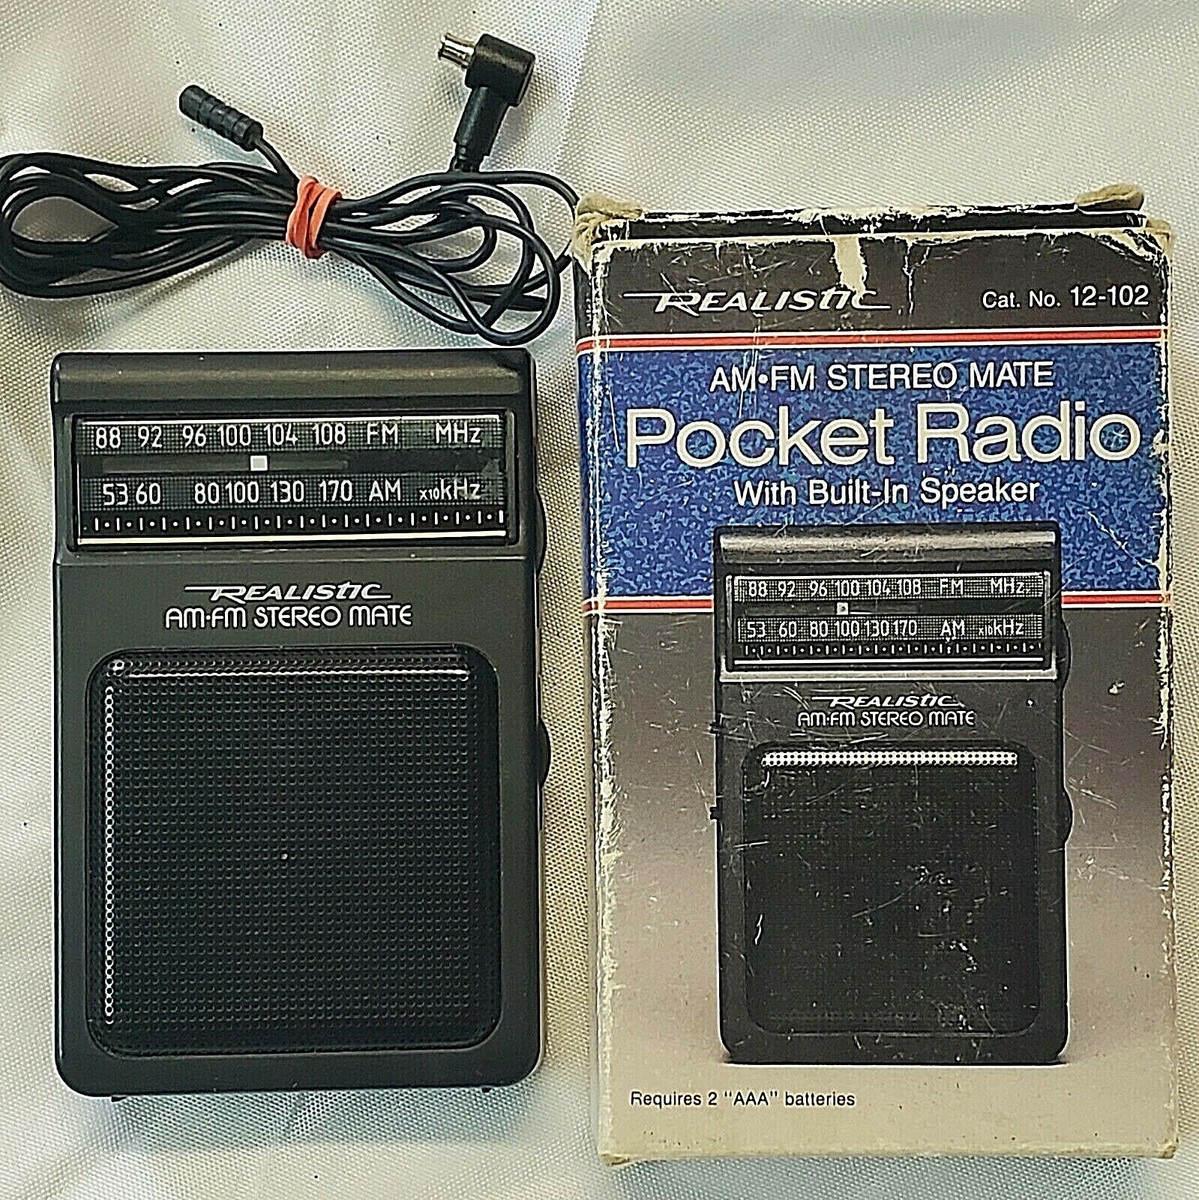 88 92 96 100 104 108 FM MHz
53 60 80 100 130 170 AM x10kHz
REALISTIC
AM•FM STEREO MATE
REALISTIC Cat. No. 12-102
AM•FM STEREO MATE
Pocket Radio
With Built-In Speaker
88 92 96 100 104 108 FM MHz
53 60 80 100 130 170 AM x10kHz
REALISTIC
AM•FM STEREO MATE
Requires 2 "AAA" batteries